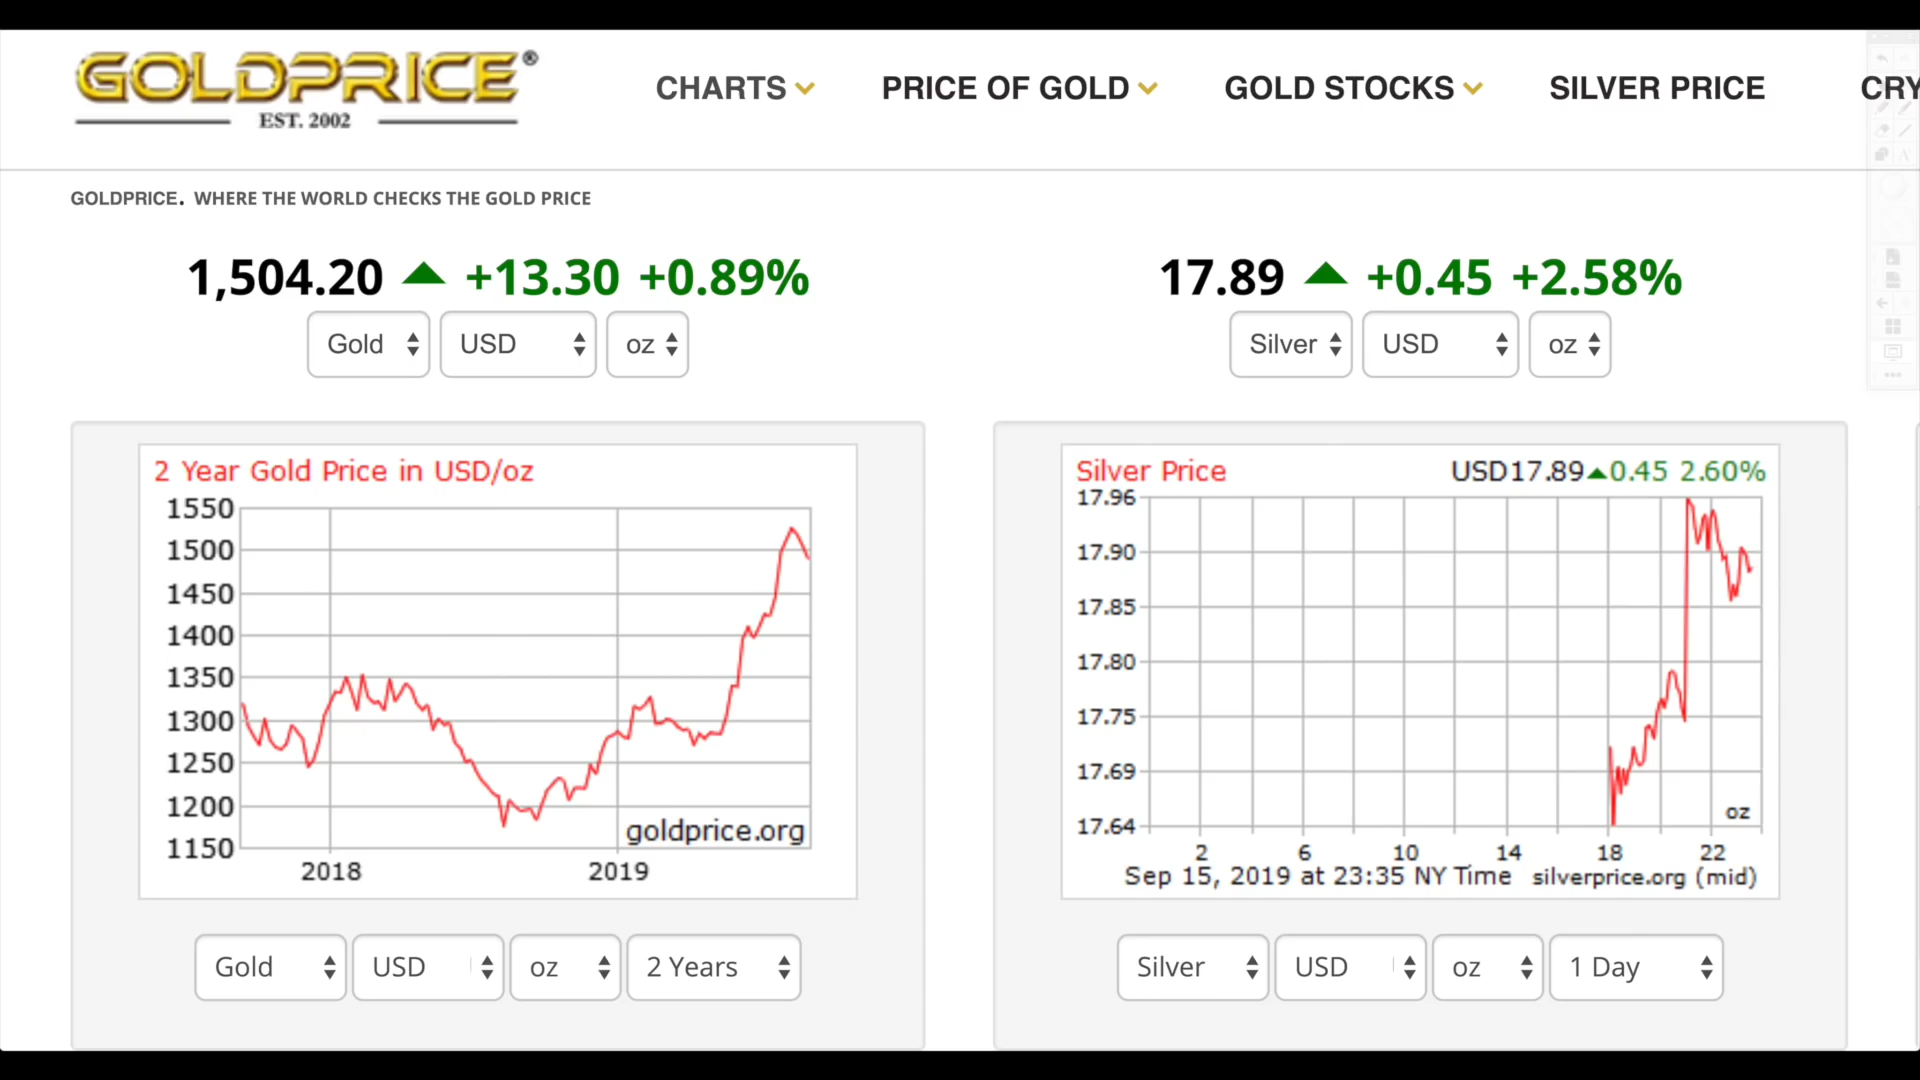 GOLDPRICE®
EST. 2002
CHARTS PRICE OF GOLD GOLD STOCKS SILVER PRICE CRY
GOLDPRICE. WHERE THE WORLD CHECKS THE GOLD PRICE
1,504.20 +13.30 +0.89%
Gold USD oz
17.89 +0.45 +2.58%
Silver USD oz
2 Year Gold Price in USD/oz
1550
1500
1450
1400
1350
1300
1250
1200
1150
goldprice.org
2018 2019
Gold USD oz 2 Years
Silver Price USD17.89▲0.45 2.60%
17.96
17.90
17.85
17.80
17.75
17.69
17.64
oz
2 6 10 14 18 22
Sep 15, 2019 at 23:35 NY Time silverprice.org (mid)
Silver USD oz 1 Day